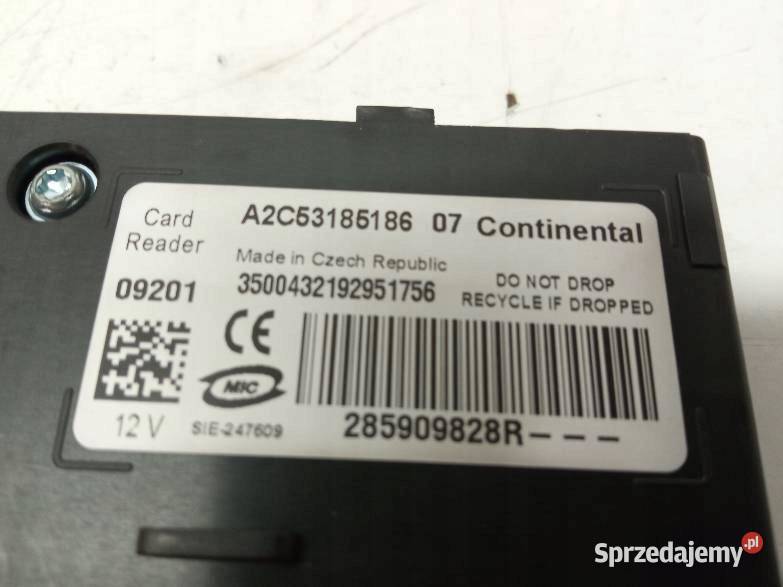 Card Reader
A2C53185186 07 Continental
Made in Czech Republic
09201
3500432192951756
DO NOT DROP
RECYCLE IF DROPPED
CE
MIC
12 V
SIE-247609
285909828R---
Sprzedajemy.pl